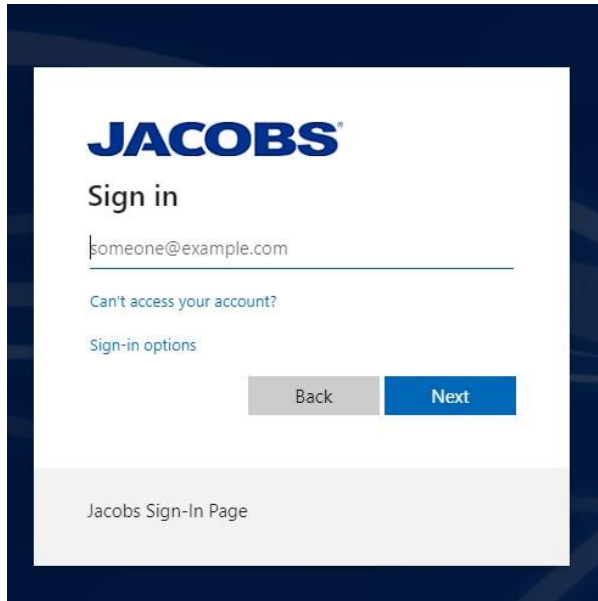 JACOBS®
Sign in
someone@example.com
Can't access your account?
Sign-in options
Back Next
Jacobs Sign-In Page